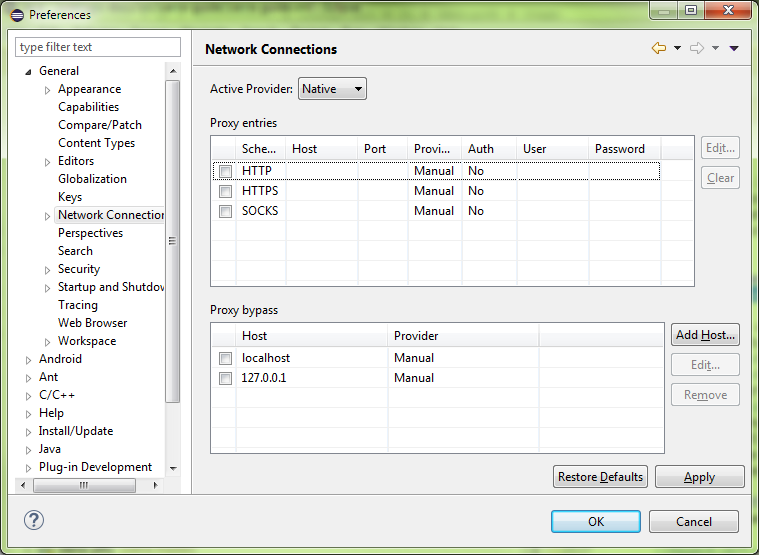 Preferences
type filter text
Network Connections
General
Appearance
Capabilities
Compare/Patch
Content Types
Editors
Globalization
Keys
Network Connection
Perspectives
Search
Security
Startup and Shutdow
Tracing
Web Browser
Workspace
Android
Ant
C/C++
Help
Install/Update
Java
Plug-in Development
Active Provider: Native
Proxy entries
Sche... Host Port Provi... Auth User Password
HTTP Manual No
HTTPS Manual No
SOCKS Manual No
Edit...
Clear
Proxy bypass
Host Provider
localhost Manual
127.0.0.1 Manual
Add Host...
Edit...
Remove
Restore Defaults Apply
? OK Cancel